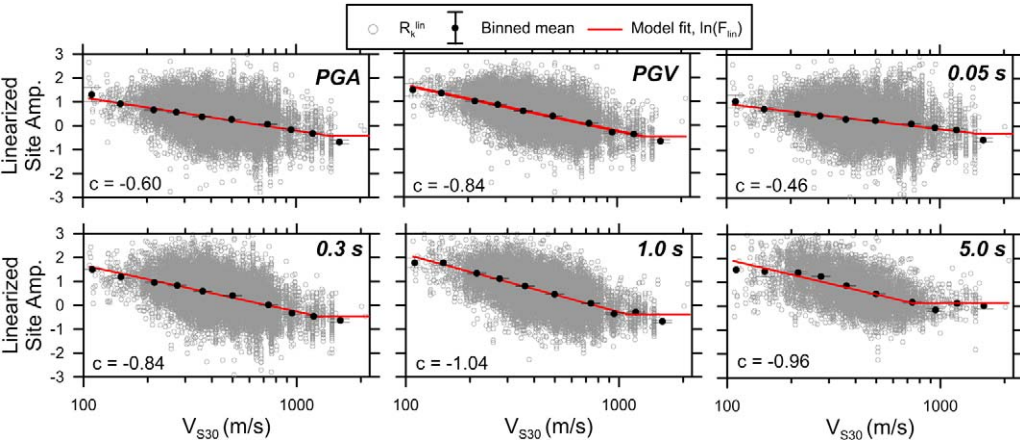 R_k^lin Binned mean Model fit, ln(F_lin)
Linearized
Site Amp.
3
2
1
0
-1
-2
-3
PGA
c = -0.60
PGV
c = -0.84
0.05 s
c = -0.46
Linearized
Site Amp.
3
2
1
0
-1
-2
-3
0.3 s
c = -0.84
1.0 s
c = -1.04
5.0 s
c = -0.96
100 1000 100 1000 100 1000
V_S30 (m/s) V_S30 (m/s) V_S30 (m/s)